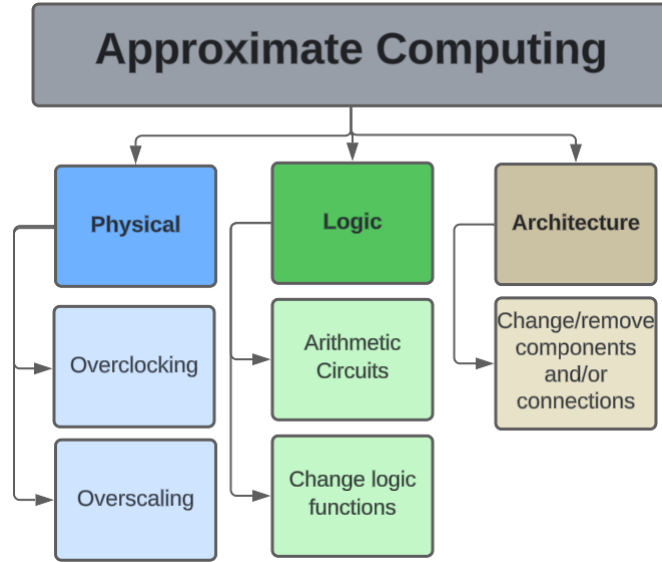 Approximate Computing
Physical
Logic
Architecture
Overclocking
Arithmetic
Circuits
Change/remove
components
and/or
connections
Overscaling
Change logic
functions